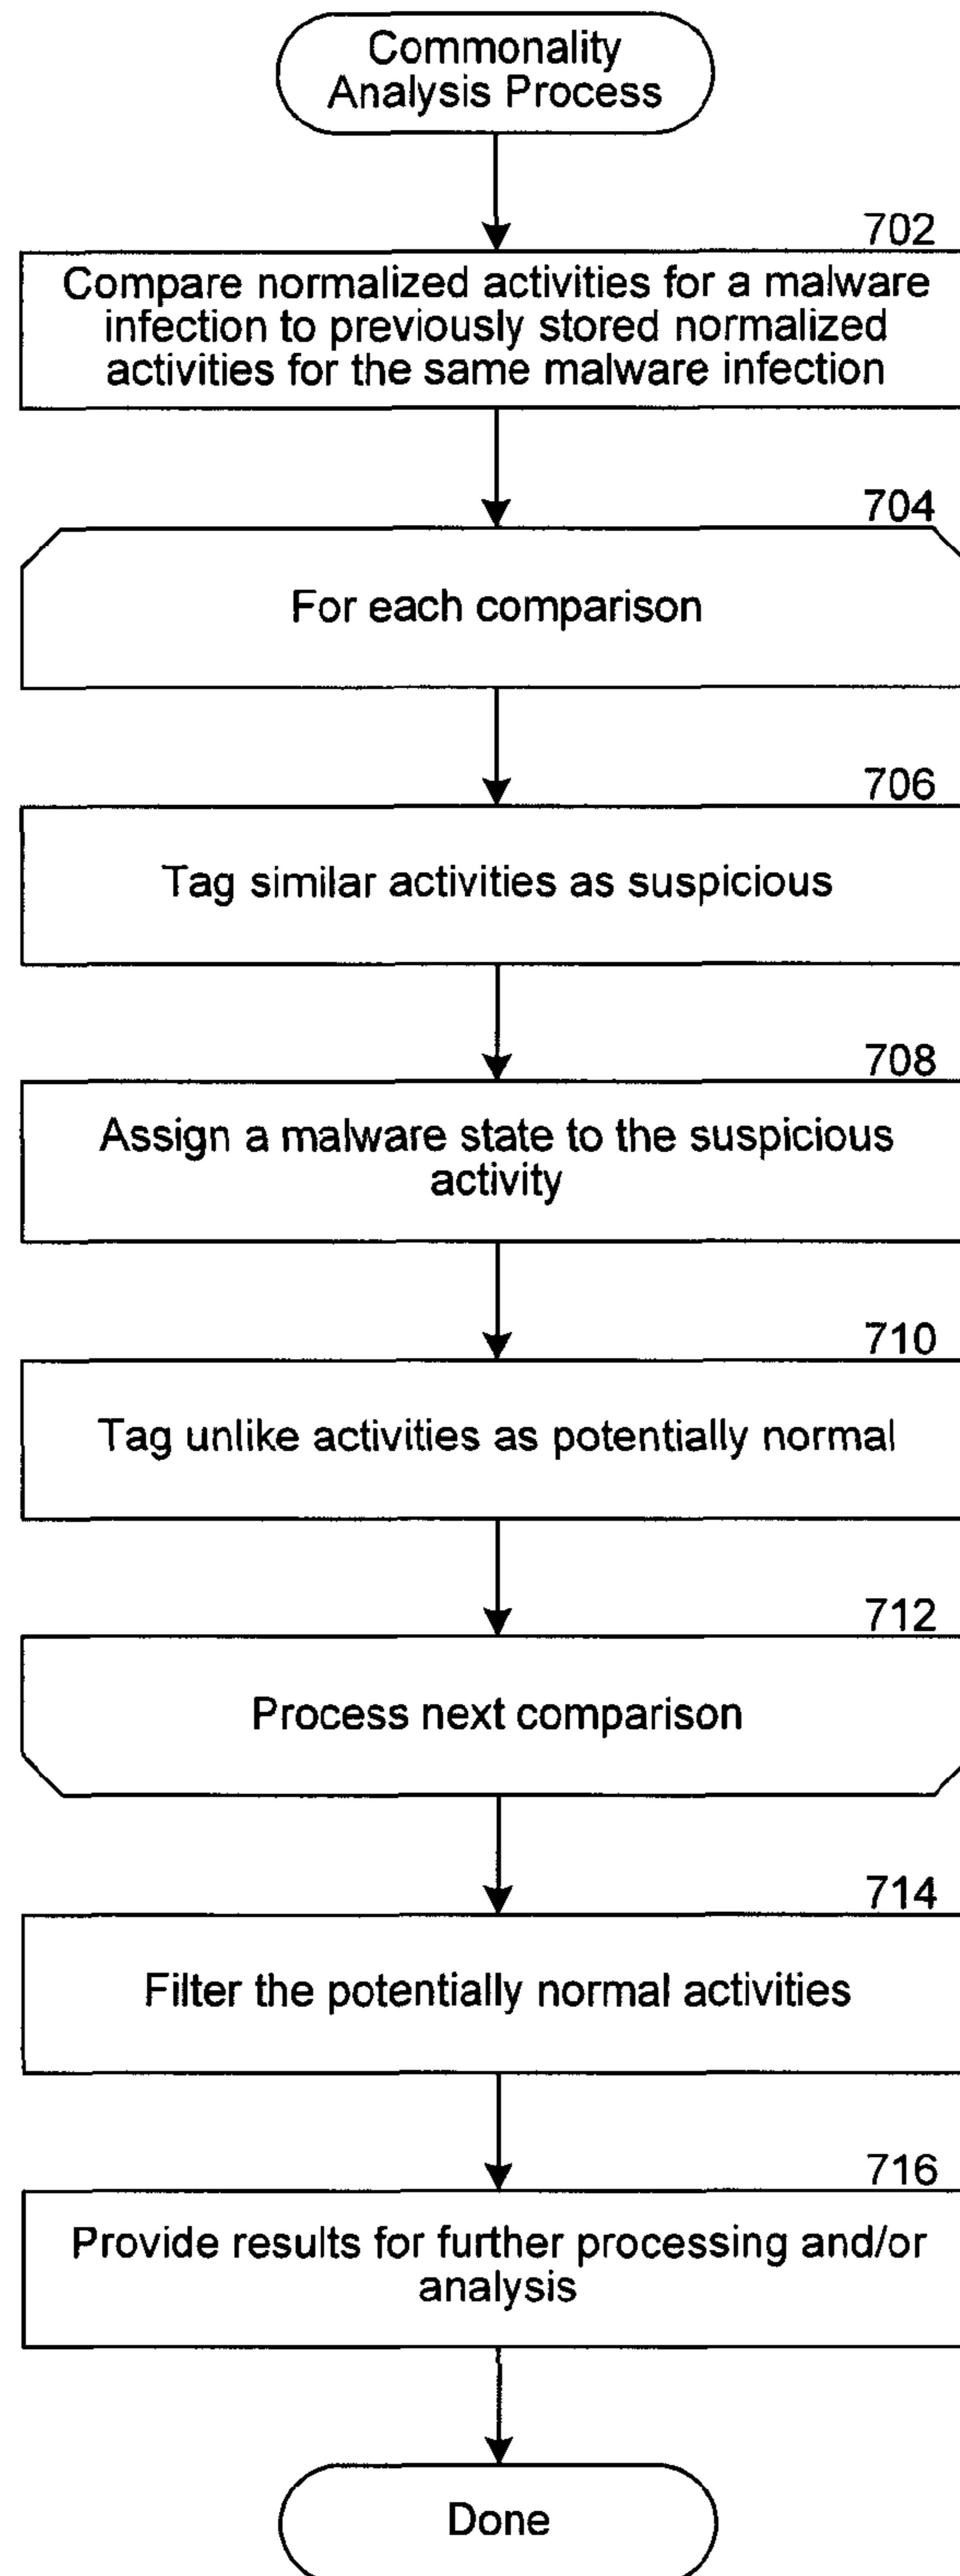 Commonality
Analysis Process
702
Compare normalized activities for a malware
infection to previously stored normalized
activities for the same malware infection
704
For each comparison
706
Tag similar activities as suspicious
708
Assign a malware state to the suspicious
activity
710
Tag unlike activities as potentially normal
712
Process next comparison
714
Filter the potentially normal activities
716
Provide results for further processing and/or
analysis
Done